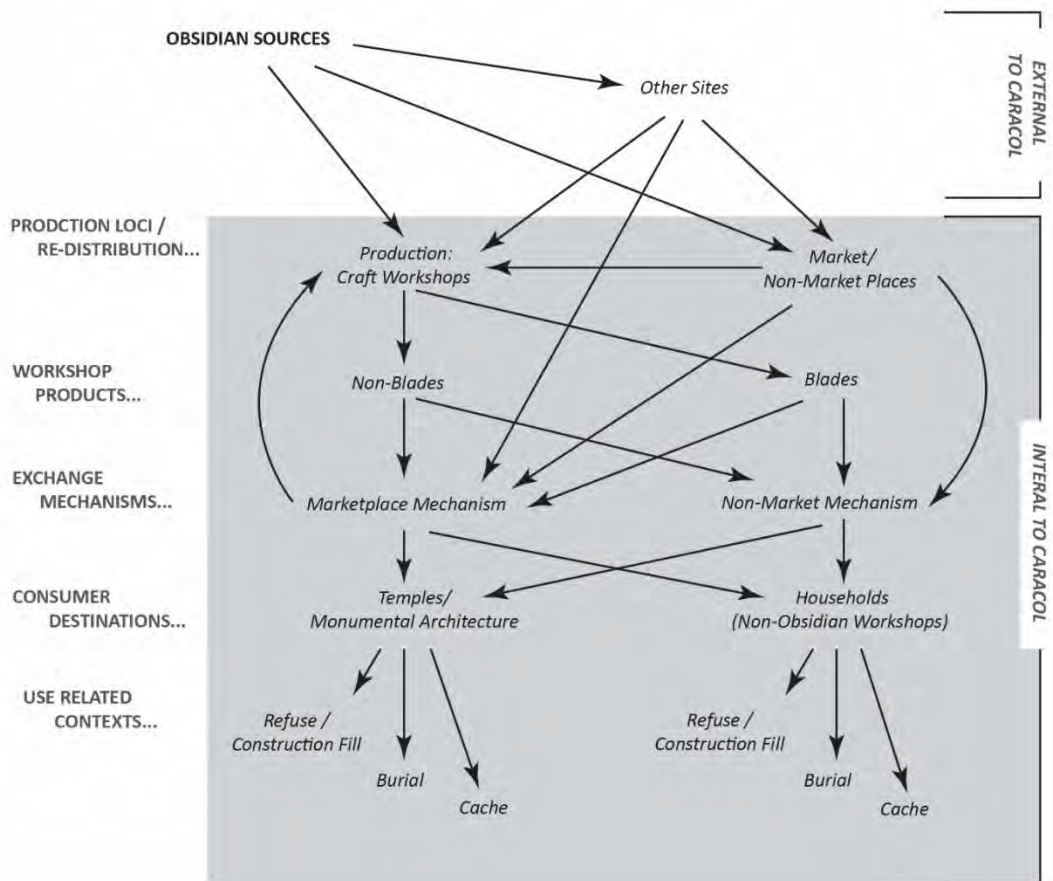 OBSIDIAN SOURCES
Other Sites
EXTERNAL
TO CARACOL
PRODCTION LOCI /
RE-DISTRIBUTION...
Production:
Craft Workshops
Market/
Non-Market Places
WORKSHOP
PRODUCTS...
Non-Blades
Blades
EXCHANGE
MECHANISMS...
Marketplace Mechanism
Non-Market Mechanism
INTERAL TO CARACOL
CONSUMER
DESTINATIONS...
Temples/
Monumental Architecture
Households
(Non-Obsidian Workshops)
USE RELATED
CONTEXTS...
Refuse /
Construction Fill
Burial
Cache
Refuse /
Construction Fill
Burial
Cache